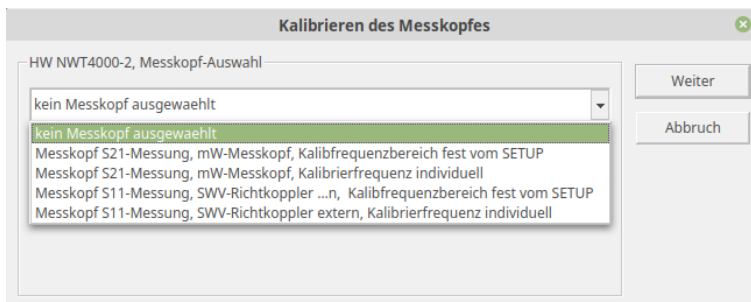 Kalibrieren des Messkopfes
HW NWT4000-2, Messkopf-Auswahl
kein Messkopf ausgewaehlt
kein Messkopf ausgewaehlt
Messkopf S21-Messung, mW-Messkopf, Kalibfrequenzbereich fest vom SETUP
Messkopf S21-Messung, mW-Messkopf, Kalibrierfrequenz individuell
Messkopf S11-Messung, SWV-Richtkoppler ...n, Kalibfrequenzbereich fest vom SETUP
Messkopf S11-Messung, SWV-Richtkoppler extern, Kalibrierfrequenz individuell
Weiter
Abbruch